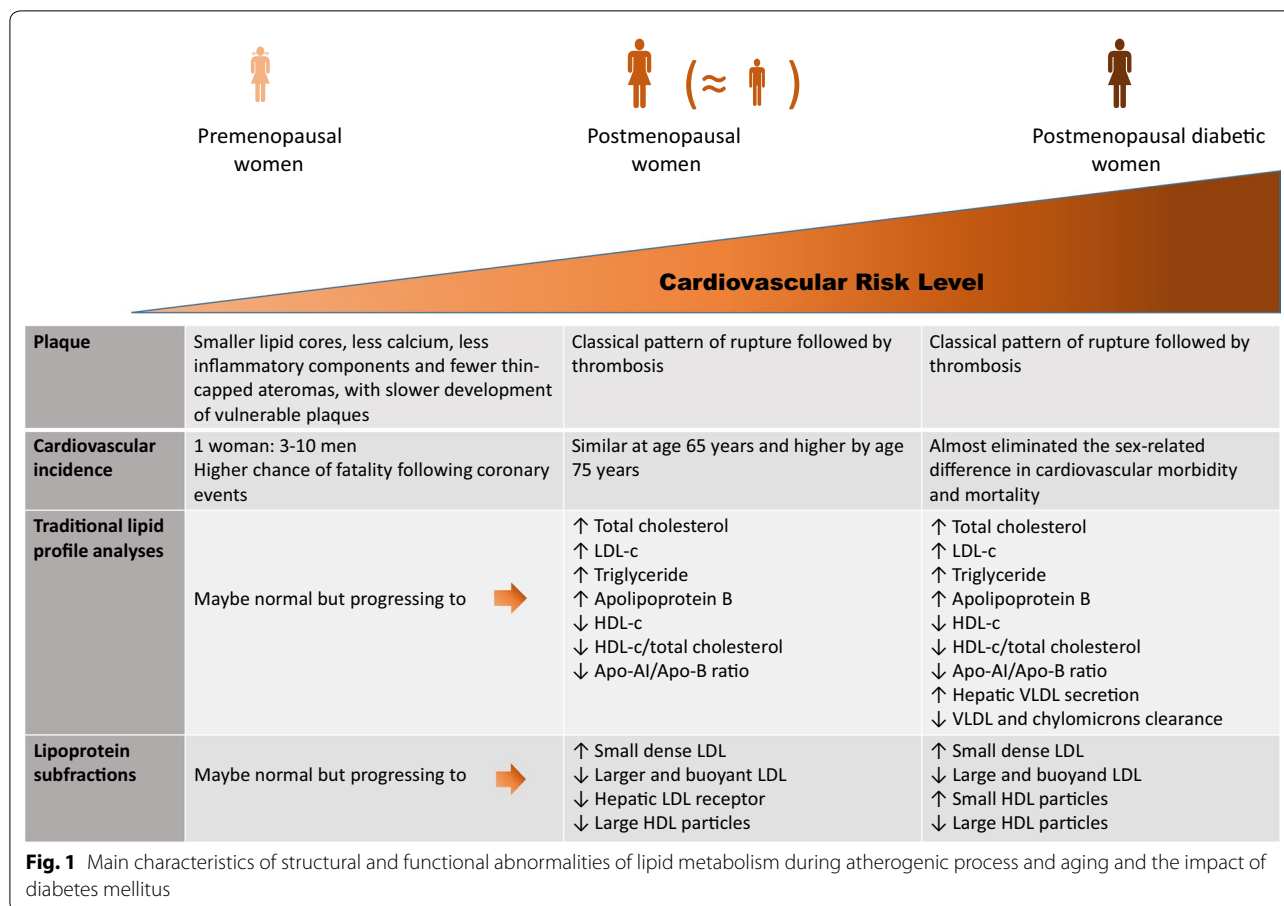 ( ≈ )
Premenopausal
women
Postmenopausal
women
Postmenopausal diabetic
women
Cardiovascular Risk Level
Plaque
Smaller lipid cores, less calcium, less
inflammatory components and fewer thin-
capped ateromas, with slower development
of vulnerable plaques
Classical pattern of rupture followed by
thrombosis
Classical pattern of rupture followed by
thrombosis
Cardiovascular
incidence
1 woman: 3-10 men
Higher chance of fatality following coronary
events
Similar at age 65 years and higher by age
75 years
Almost eliminated the sex-related
difference in cardiovascular morbidity
and mortality
Traditional lipid
profile analyses
Maybe normal but progressing to
↑ Total cholesterol
↑ LDL-c
↑ Triglyceride
↑ Apolipoprotein B
↓ HDL-c
↓ HDL-c/total cholesterol
↓ Apo-AI/Apo-B ratio
↑ Total cholesterol
↑ LDL-c
↑ Triglyceride
↑ Apolipoprotein B
↓ HDL-c
↓ HDL-c/total cholesterol
↓ Apo-AI/Apo-B ratio
↑ Hepatic VLDL secretion
↓ VLDL and chylomicrons clearance
Lipoprotein
subfractions
Maybe normal but progressing to
↑ Small dense LDL
↓ Larger and buoyant LDL
↓ Hepatic LDL receptor
↓ Large HDL particles
↑ Small dense LDL
↓ Large and buoyand LDL
↑ Small HDL particles
↓ Large HDL particles
Fig. 1 Main characteristics of structural and functional abnormalities of lipid metabolism during atherogenic process and aging and the impact of
diabetes mellitus